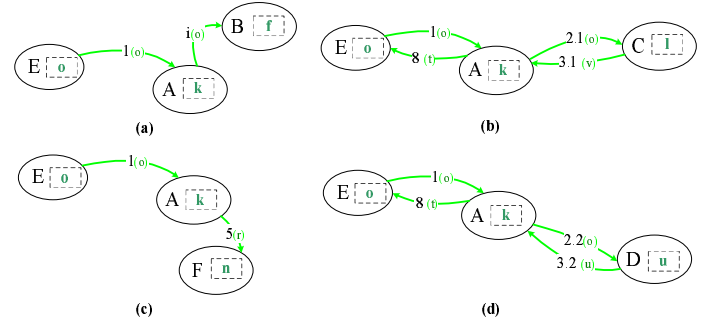 E o
1(o)
A k
i(o)
B f
(a)
E o
1(o)
8 (t)
A k
2.1(o)
3.1 (v)
C l
(b)
E o
1(o)
A k
5(r)
F n
(c)
E o
1(o)
8 (t)
A k
2.2(o)
3.2 (u)
D u
(d)